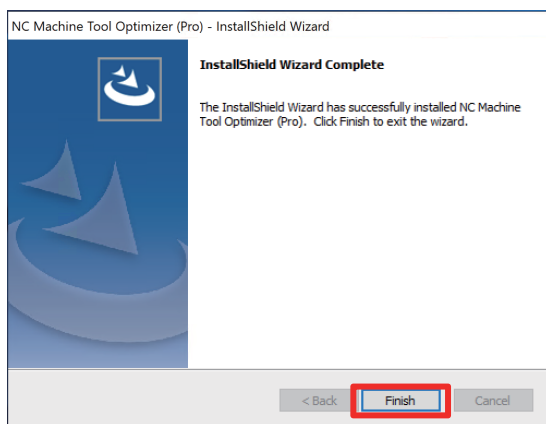 NC Machine Tool Optimizer (Pro) - InstallShield Wizard
InstallShield Wizard Complete
The InstallShield Wizard has successfully installed NC Machine
Tool Optimizer (Pro). Click Finish to exit the wizard.
< Back Finish Cancel